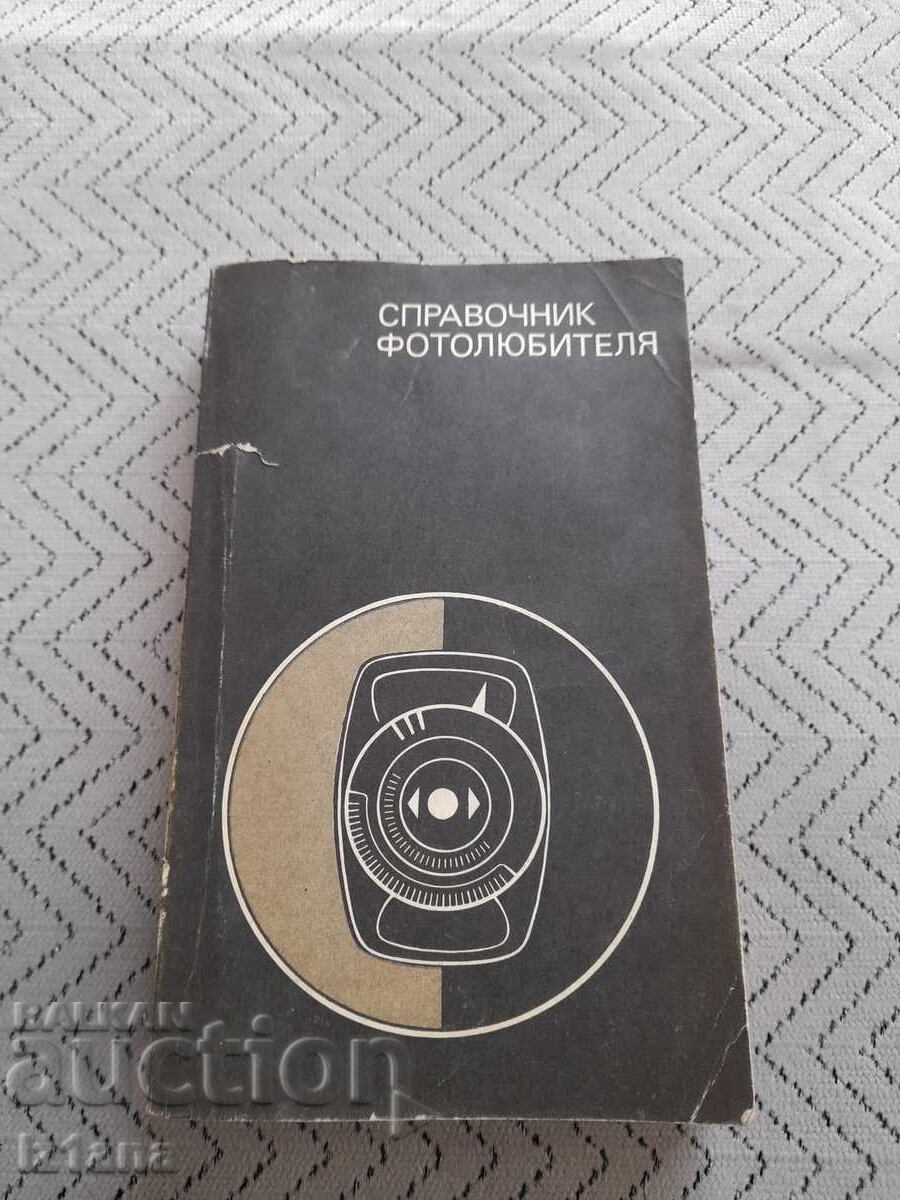 СПРАВОЧНИК
ФОТОЛЮБИТЕЛЯ
BALKAN
auction
iz1ana